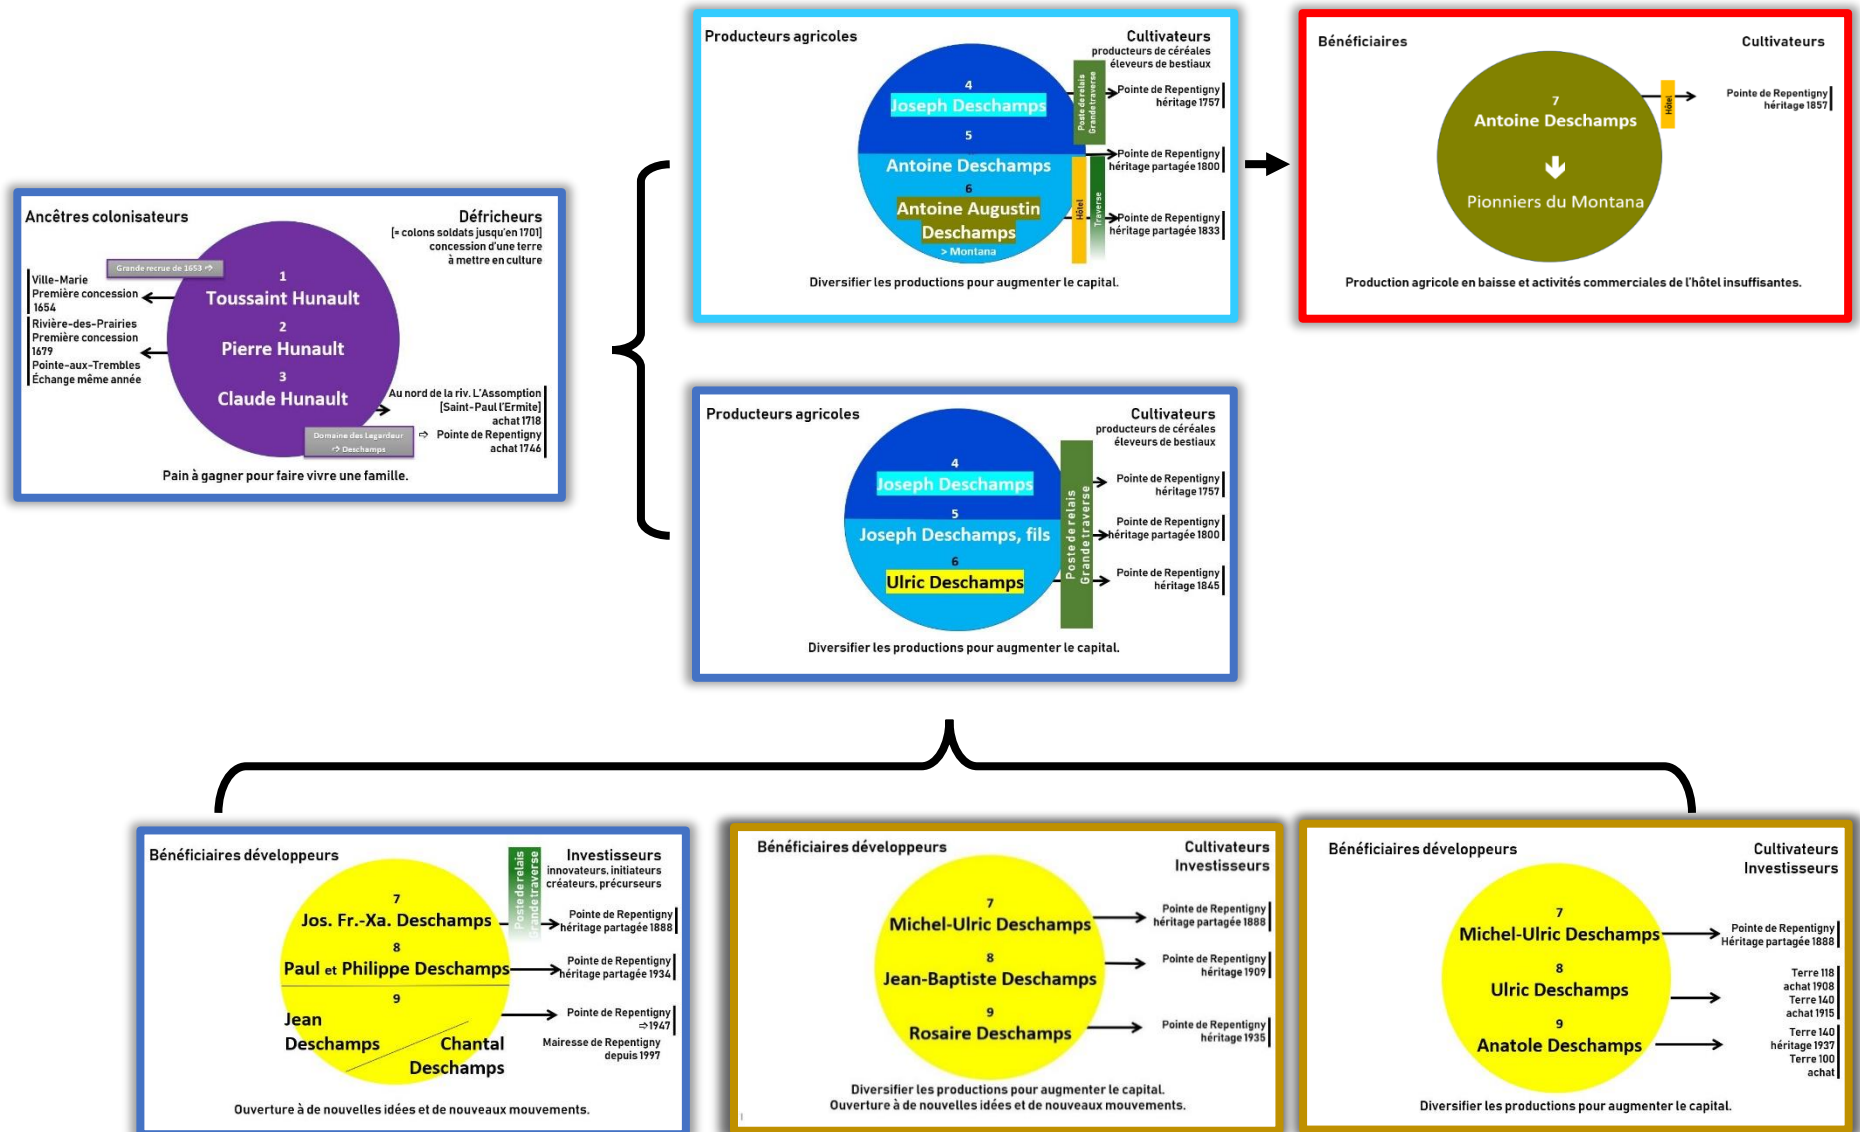 Ancêtres colonisateurs
Défricheurs
[= colons soldats jusqu'en 1701]
concession d'une terre
à mettre en culture
Grande recrue de 1653 ⇨
Ville-Marie
Première concession
1654
Rivière-des-Prairies
Première concession
1679
Pointe-aux-Trembles
Échange même année
1
Toussaint Hunault
2
Pierre Hunault
3
Claude Hunault
Au nord de la riv. L'Assomption
[Saint-Paul l'Ermite]
achat 1718
⇨ Pointe de Repentigny
achat 1746
Domaine des Legardeur
⇨ Deschamps
Pain à gagner pour faire vivre une famille.
Producteurs agricoles
Cultivateurs
producteurs de céréales
éleveurs de bestiaux
4
Joseph Deschamps
5
Antoine Deschamps
6
Antoine Augustin
Deschamps
> Montana
Poste de relais
Grande traverse
Hôtel
Traverse
Pointe de Repentigny
héritage 1757
Pointe de Repentigny
héritage partagée 1800
Pointe de Repentigny
héritage partagée 1833
Diversifier les productions pour augmenter le capital.
Bénéficiaires
Cultivateurs
7
Antoine Deschamps
Pionniers du Montana
Hôtel
Pointe de Repentigny
héritage 1857
Production agricole en baisse et activités commerciales de l'hôtel insuffisantes.
Producteurs agricoles
Cultivateurs
producteurs de céréales
éleveurs de bestiaux
4
Joseph Deschamps
5
Joseph Deschamps, fils
6
Ulric Deschamps
Poste de relais
Grande traverse
Pointe de Repentigny
héritage 1757
Pointe de Repentigny
héritage partagée 1800
Pointe de Repentigny
héritage 1845
Diversifier les productions pour augmenter le capital.
Bénéficiaires développeurs
Investisseurs
innovateurs, initiateurs
créateurs, précurseurs
Poste de relais
Grande traverse
7
Jos. Fr.-Xa. Deschamps
8
Paul et Philippe Deschamps
9
Jean
Deschamps
Chantal
Deschamps
Pointe de Repentigny
héritage partagée 1888
Pointe de Repentigny
héritage partagée 1934
Pointe de Repentigny
⇨1947
Mairesse de Repentigny
depuis 1997
Ouverture à de nouvelles idées et de nouveaux mouvements.
Bénéficiaires développeurs
Cultivateurs
Investisseurs
7
Michel-Ulric Deschamps
8
Jean-Baptiste Deschamps
9
Rosaire Deschamps
Pointe de Repentigny
héritage partagée 1888
Pointe de Repentigny
héritage 1909
Pointe de Repentigny
héritage 1935
Diversifier les productions pour augmenter le capital.
Ouverture à de nouvelles idées et de nouveaux mouvements.
Bénéficiaires développeurs
Cultivateurs
Investisseurs
7
Michel-Ulric Deschamps
8
Ulric Deschamps
9
Anatole Deschamps
Pointe de Repentigny
Héritage partagée 1888
Terre 118
achat 1908
Terre 140
achat 1915
Terre 140
héritage 1937
Terre 100
achat
Diversifier les productions pour augmenter le capital.